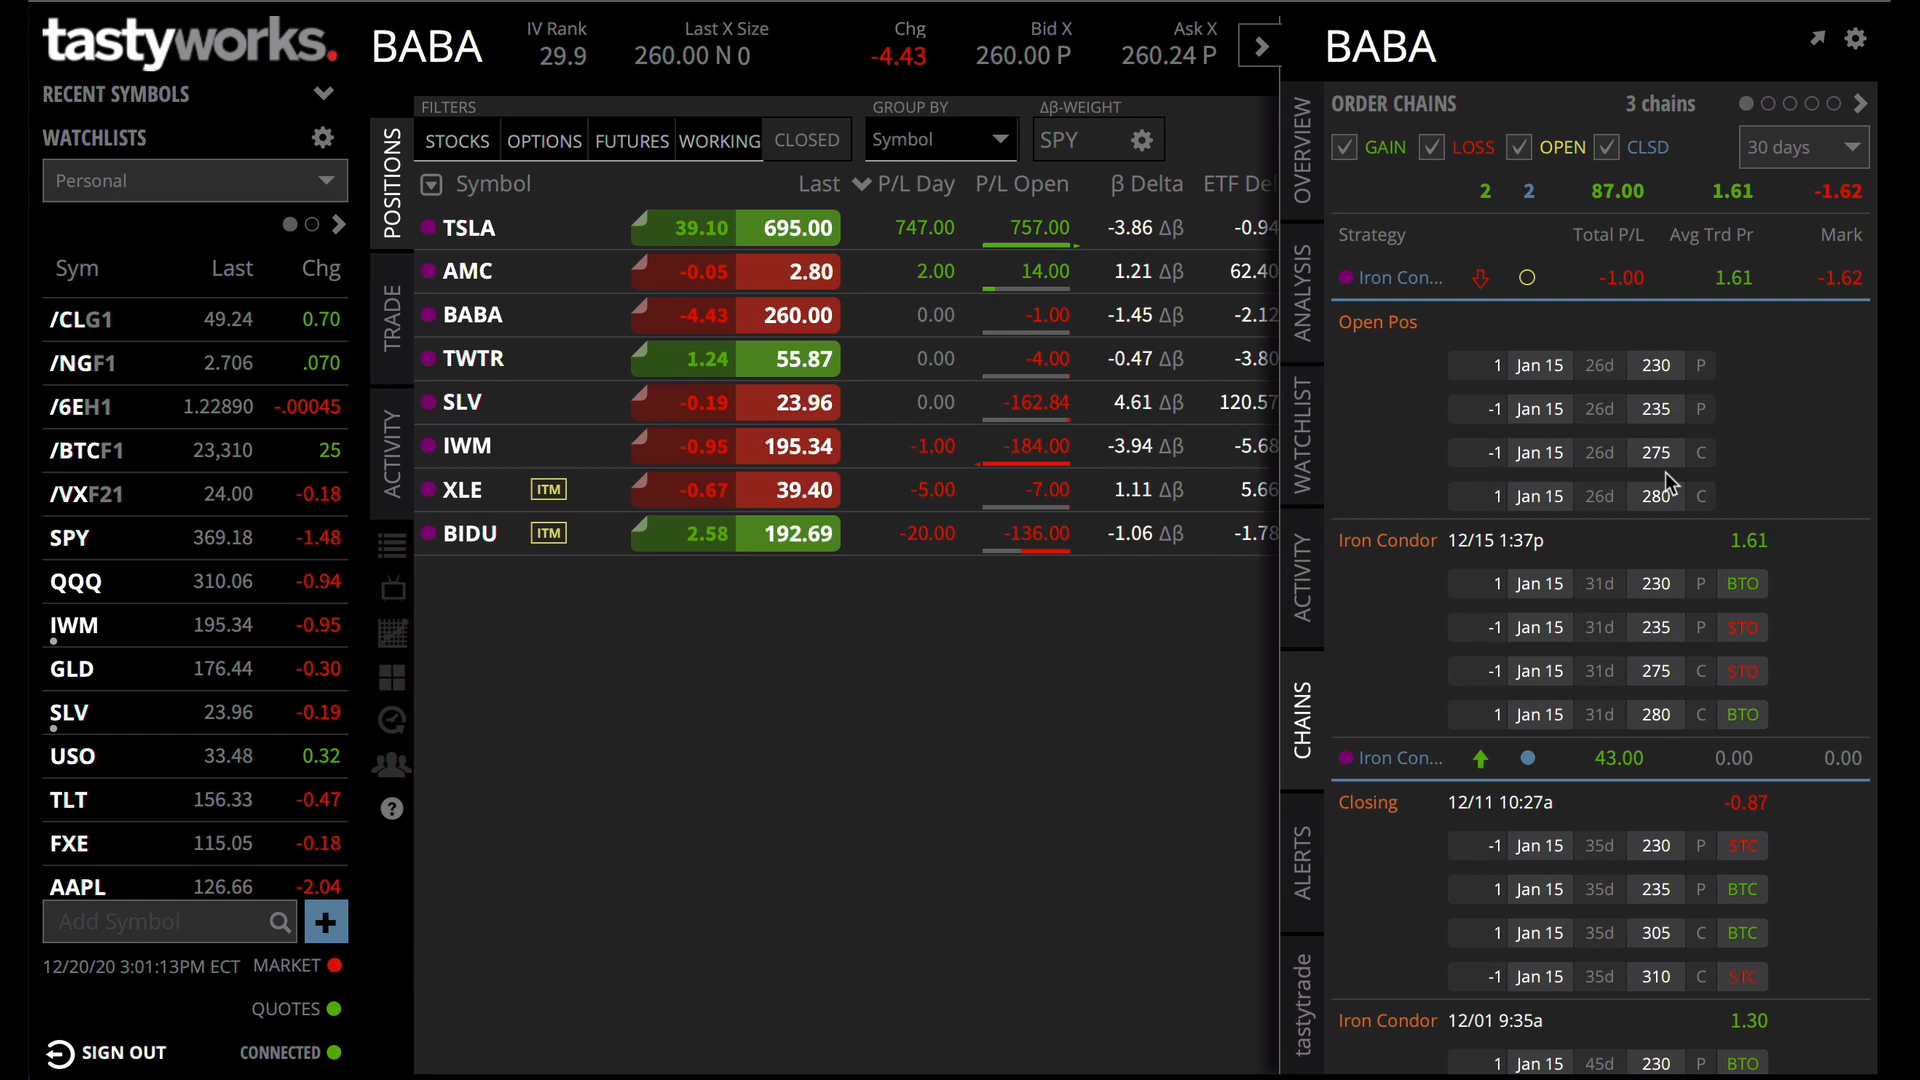 tastyworks.
RECENT SYMBOLS
WATCHLISTS
Personal
Sym Last Chg
/CLG1 49.24 0.70
/NGF1 2.706 .070
/6EH1 1.22890 -.00045
/BTCF1 23,310 25
/VXF21 24.00 -0.18
SPY 369.18 -1.48
QQQ 310.06 -0.94
IWM 195.34 -0.95
GLD 176.44 -0.30
SLV 23.96 -0.19
USO 33.48 0.32
TLT 156.33 -0.47
FXE 115.05 -0.18
AAPL 126.66 -2.04
Add Symbol
12/20/20 3:01:13PM ECT MARKET
QUOTES
SIGN OUT CONNECTED
BABA
IV Rank Last X Size Chg Bid X Ask X
29.9 260.00 N 0 -4.43 260.00 P 260.24 P
POSITIONS
TRADE
ACTIVITY
FILTERS GROUP BY Δβ-WEIGHT
STOCKS OPTIONS FUTURES WORKING CLOSED Symbol SPY
Symbol Last P/L Day P/L Open β Delta ETF Del
TSLA 39.10 695.00 747.00 757.00 -3.86 Δβ -0.94
AMC -0.05 2.80 2.00 14.00 1.21 Δβ 62.40
BABA -4.43 260.00 0.00 -1.00 -1.45 Δβ -2.12
TWTR 1.24 55.87 0.00 -4.00 -0.47 Δβ -3.80
SLV -0.19 23.96 0.00 -162.84 4.61 Δβ 120.57
IWM -0.95 195.34 -1.00 -184.00 -3.94 Δβ -5.68
XLE ITM -0.67 39.40 -5.00 -7.00 1.11 Δβ 5.66
BIDU ITM 2.58 192.69 -20.00 -136.00 -1.06 Δβ -1.78
OVERVIEW
ANALYSIS
WATCHLIST
ACTIVITY
CHAINS
ALERTS
tastytrade
BABA
ORDER CHAINS 3 chains
GAIN LOSS OPEN CLSD 30 days
2 2 87.00 1.61 -1.62
Strategy Total P/L Avg Trd Pr Mark
Iron Con... -1.00 1.61 -1.62
Open Pos
1 Jan 15 26d 230 P
-1 Jan 15 26d 235 P
-1 Jan 15 26d 275 C
1 Jan 15 26d 280 C
Iron Condor 12/15 1:37p 1.61
1 Jan 15 31d 230 P BTO
-1 Jan 15 31d 235 P STO
-1 Jan 15 31d 275 C STO
1 Jan 15 31d 280 C BTO
Iron Con... 43.00 0.00 0.00
Closing 12/11 10:27a -0.87
-1 Jan 15 35d 230 P STC
1 Jan 15 35d 235 P BTC
1 Jan 15 35d 305 C BTC
-1 Jan 15 35d 310 C STC
Iron Condor 12/01 9:35a 1.30
1 Jan 15 45d 230 P BTO